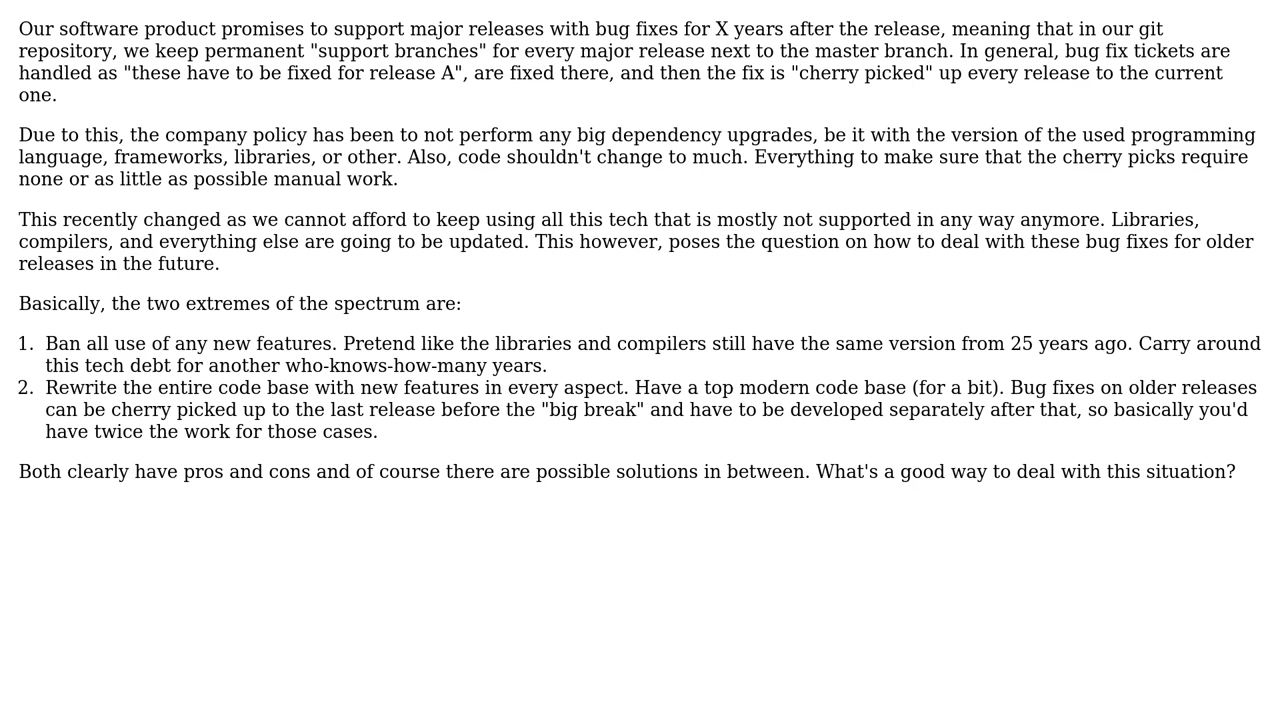 Our software product promises to support major releases with bug fixes for X years after the release, meaning that in our git
repository, we keep permanent "support branches" for every major release next to the master branch. In general, bug fix tickets are
handled as "these have to be fixed for release A", are fixed there, and then the fix is "cherry picked" up every release to the current
one.
Due to this, the company policy has been to not perform any big dependency upgrades, be it with the version of the used programming
language, frameworks, libraries, or other. Also, code shouldn't change to much. Everything to make sure that the cherry picks require
none or as little as possible manual work.
This recently changed as we cannot afford to keep using all this tech that is mostly not supported in any way anymore. Libraries,
compilers, and everything else are going to be updated. This however, poses the question on how to deal with these bug fixes for older
releases in the future.
Basically, the two extremes of the spectrum are:
1. Ban all use of any new features. Pretend like the libraries and compilers still have the same version from 25 years ago. Carry around
this tech debt for another who-knows-how-many years.
2. Rewrite the entire code base with new features in every aspect. Have a top modern code base (for a bit). Bug fixes on older releases
can be cherry picked up to the last release before the "big break" and have to be developed separately after that, so basically you'd
have twice the work for those cases.
Both clearly have pros and cons and of course there are possible solutions in between. What's a good way to deal with this situation?